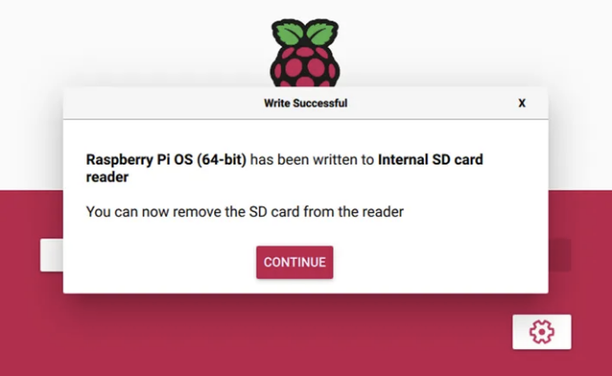 Write Successful
X
Raspberry Pi OS (64-bit) has been written to Internal SD card
reader
You can now remove the SD card from the reader
CONTINUE